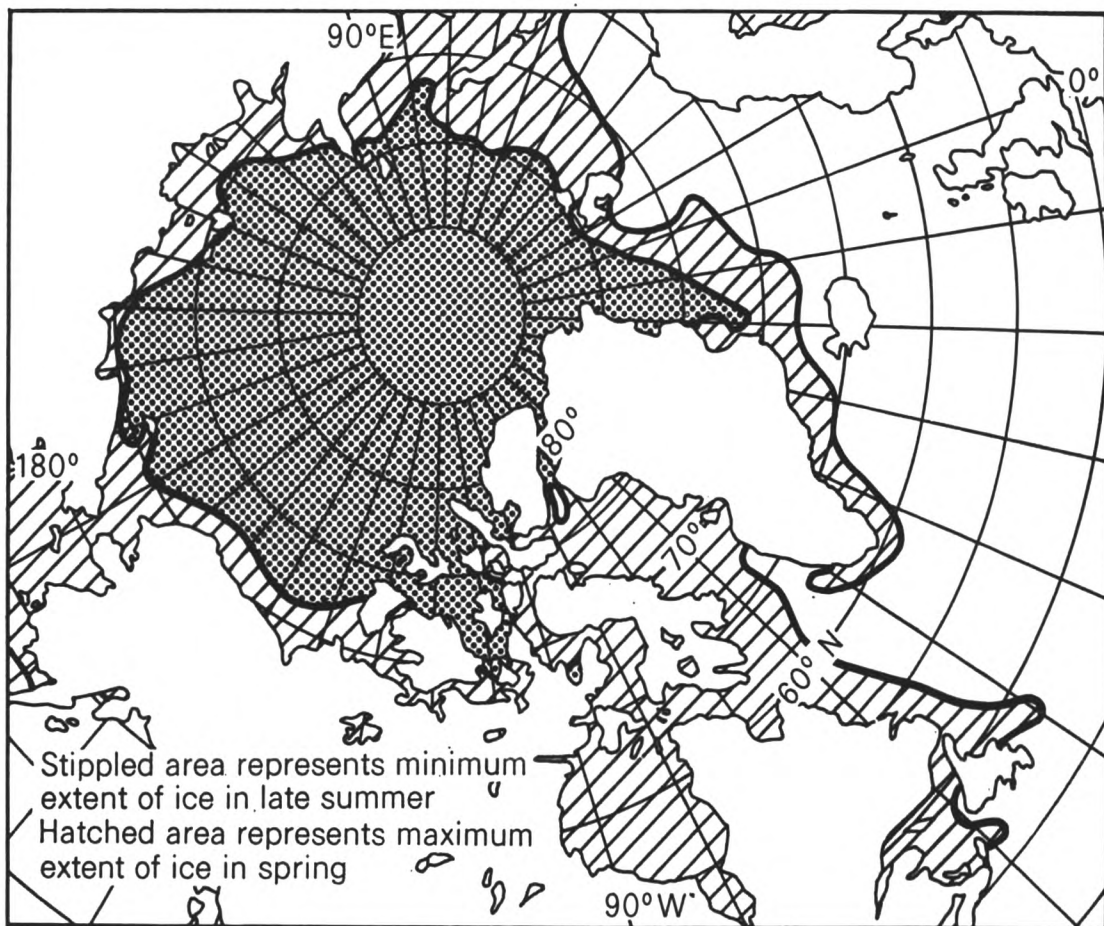 90°E
0°
180°
80°
70°
60° N
Stippled area represents minimum
extent of ice in late summer
Hatched area represents maximum
extent of ice in spring
90°W